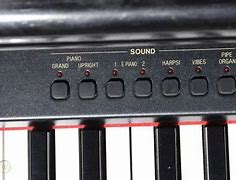 SOUND
PIANO
GRAND UPRIGHT 1 E PIANO 2 HARPSI VIBES PIPE ORGAN